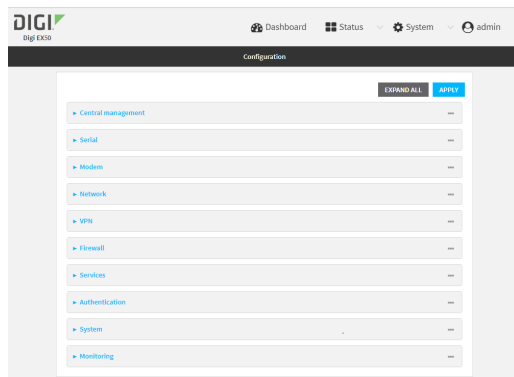 DIGI
Digi EX50
Dashboard Status System admin
Configuration
EXPAND ALL APPLY
Central management
Serial
Modem
Network
VPN
Firewall
Services
Authentication
System
Monitoring